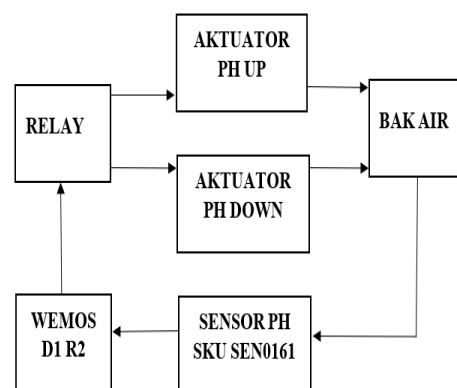 AKTUATOR
PH UP
RELAY
BAK AIR
AKTUATOR
PH DOWN
WEMOS
D1 R2
SENSOR PH
SKU SEN0161